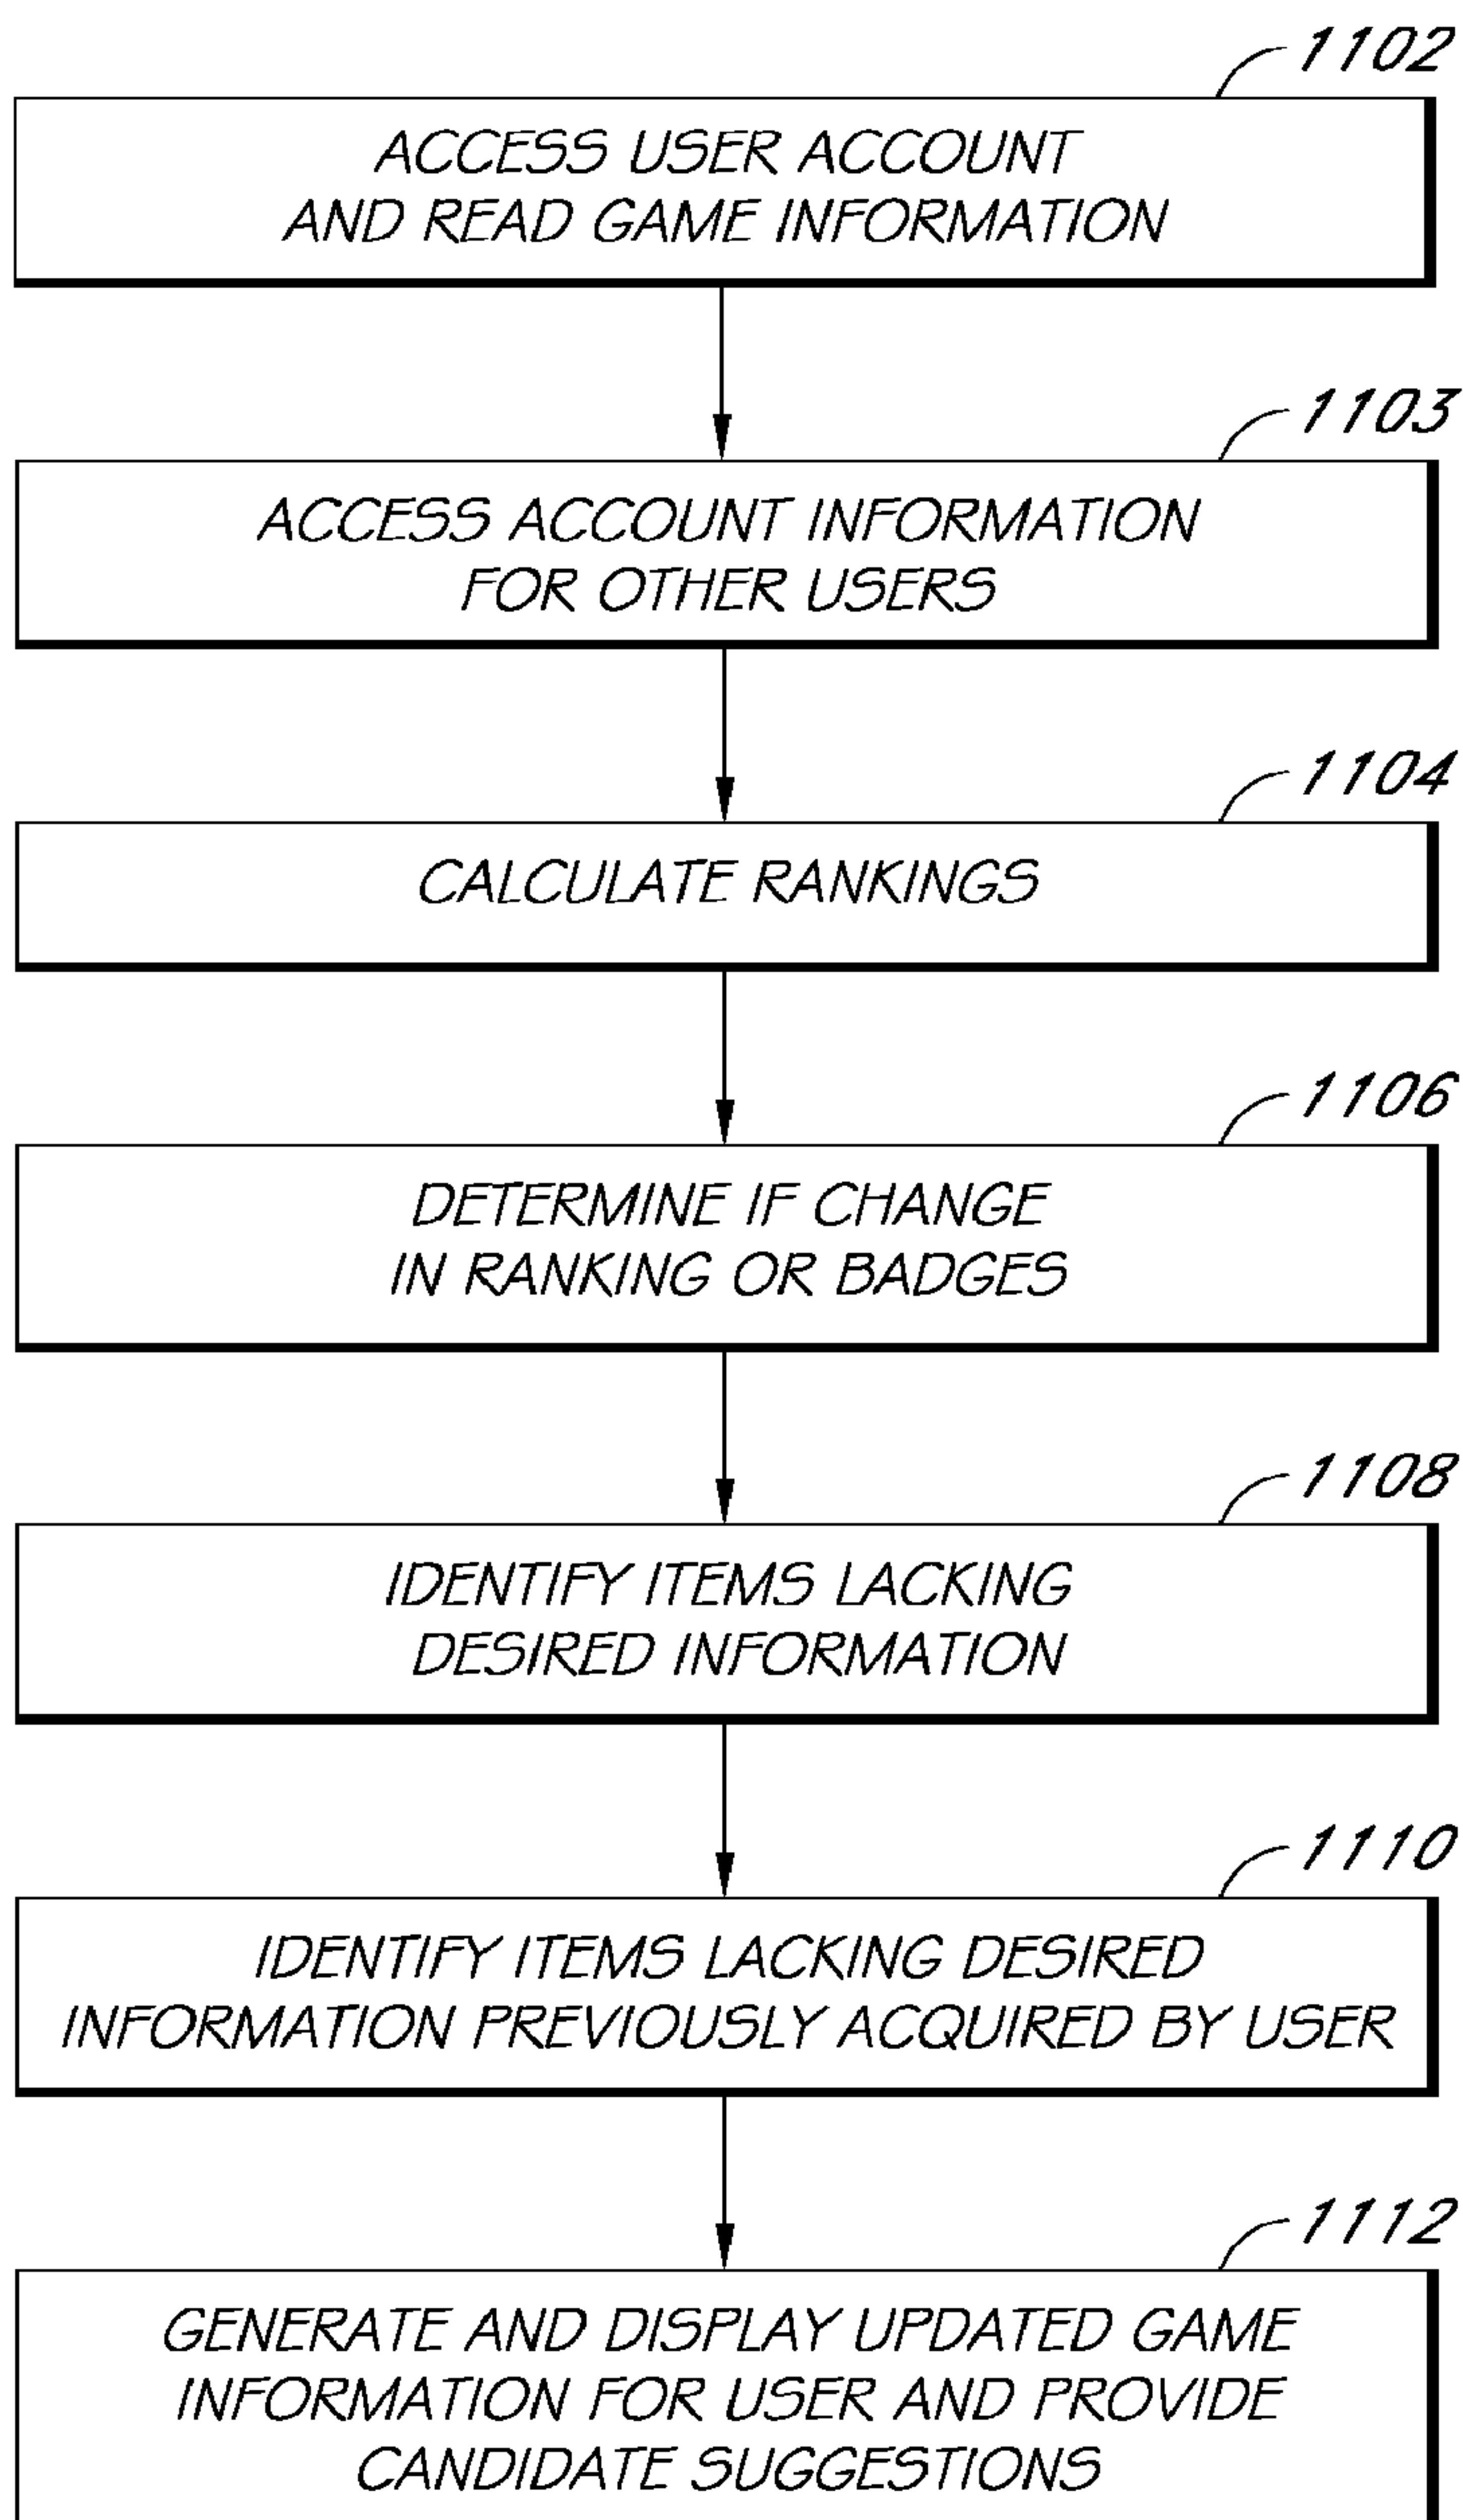 1102
ACCESS USER ACCOUNT
AND READ GAME INFORMATION
1103
ACCESS ACCOUNT INFORMATION
FOR OTHER USERS
1104
CALCULATE RANKINGS
1106
DETERMINE IF CHANGE
IN RANKING OR BADGES
1108
IDENTIFY ITEMS LACKING
DESIRED INFORMATION
1110
IDENTIFY ITEMS LACKING DESIRED
INFORMATION PREVIOUSLY ACQUIRED BY USER
1112
GENERATE AND DISPLAY UPDATED GAME
INFORMATION FOR USER AND PROVIDE
CANDIDATE SUGGESTIONS